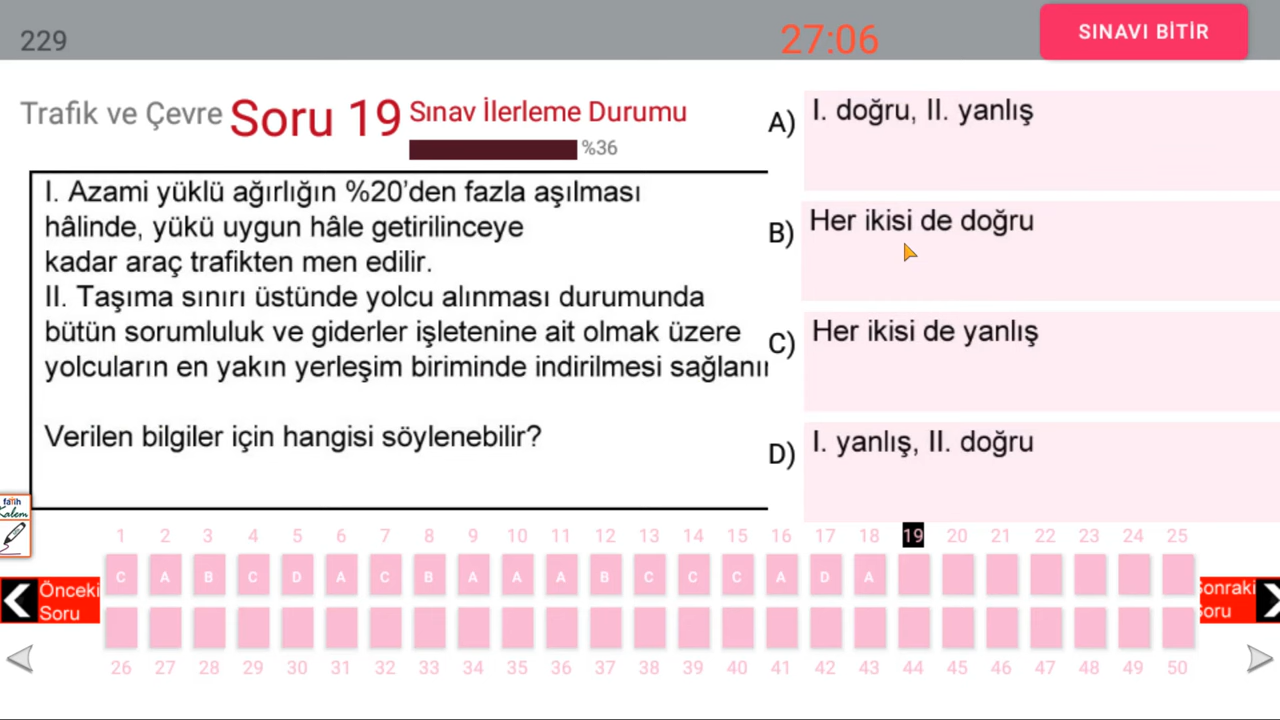 229
27:06
SINAVI BİTİR
Trafik ve Çevre
Soru 19
Sınav İlerleme Durumu
%36
I. Azami yüklü ağırlığın %20'den fazla aşılması
hâlinde, yükü uygun hâle getirilinceye
kadar araç trafikten men edilir.
II. Taşıma sınırı üstünde yolcu alınması durumunda
bütün sorumluluk ve giderler işletenine ait olmak üzere
yolcuların en yakın yerleşim biriminde indirilmesi sağlanır
Verilen bilgiler için hangisi söylenebilir?
A) I. doğru, II. yanlış
B) Her ikisi de doğru
C) Her ikisi de yanlış
D) I. yanlış, II. doğru
fatih
Kalem
1 2 3 4 5 6 7 8 9 10 11 12 13 14 15 16 17 18 19 20 21 22 23 24 25
C A B C D A C B A A A B C C C A D A
Önceki
Soru
Sonraki
Soru
26 27 28 29 30 31 32 33 34 35 36 37 38 39 40 41 42 43 44 45 46 47 48 49 50